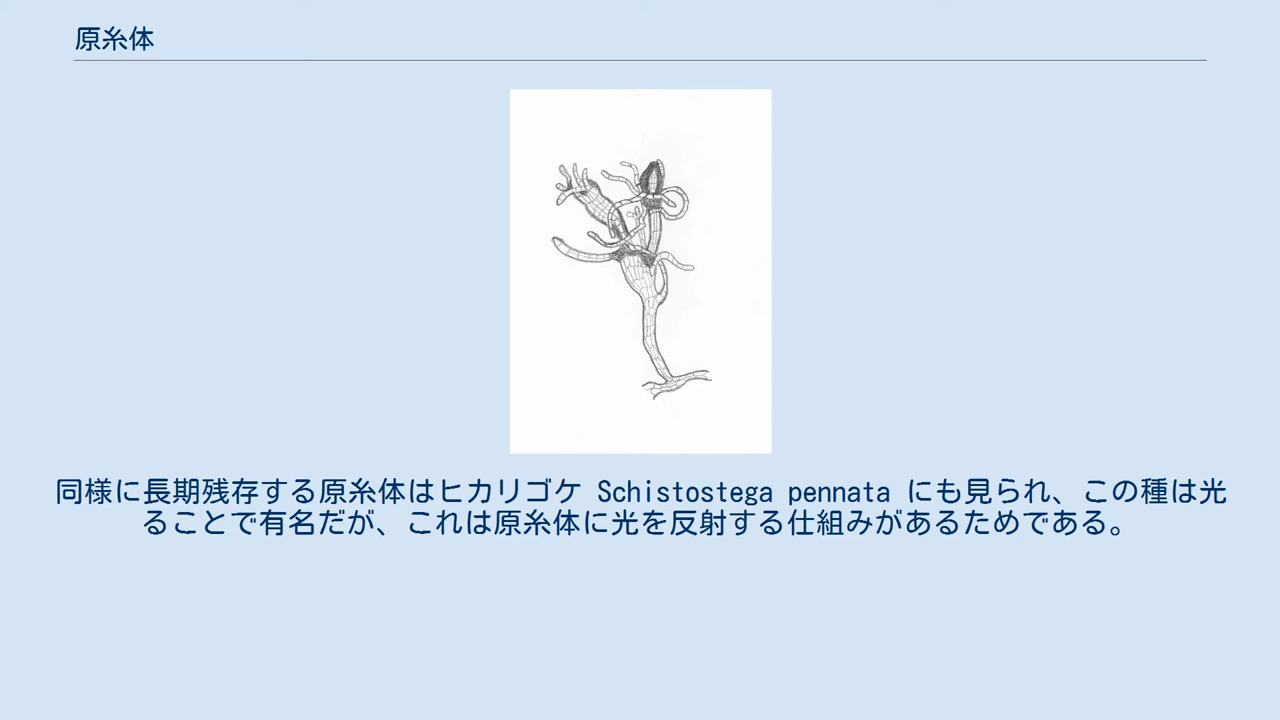 原糸体
同様に長期残存する原糸体はヒカリゴケ Schistostega pennata にも見られ、この種は光
ることで有名だが、これは原糸体に光を反射する仕組みがあるためである。